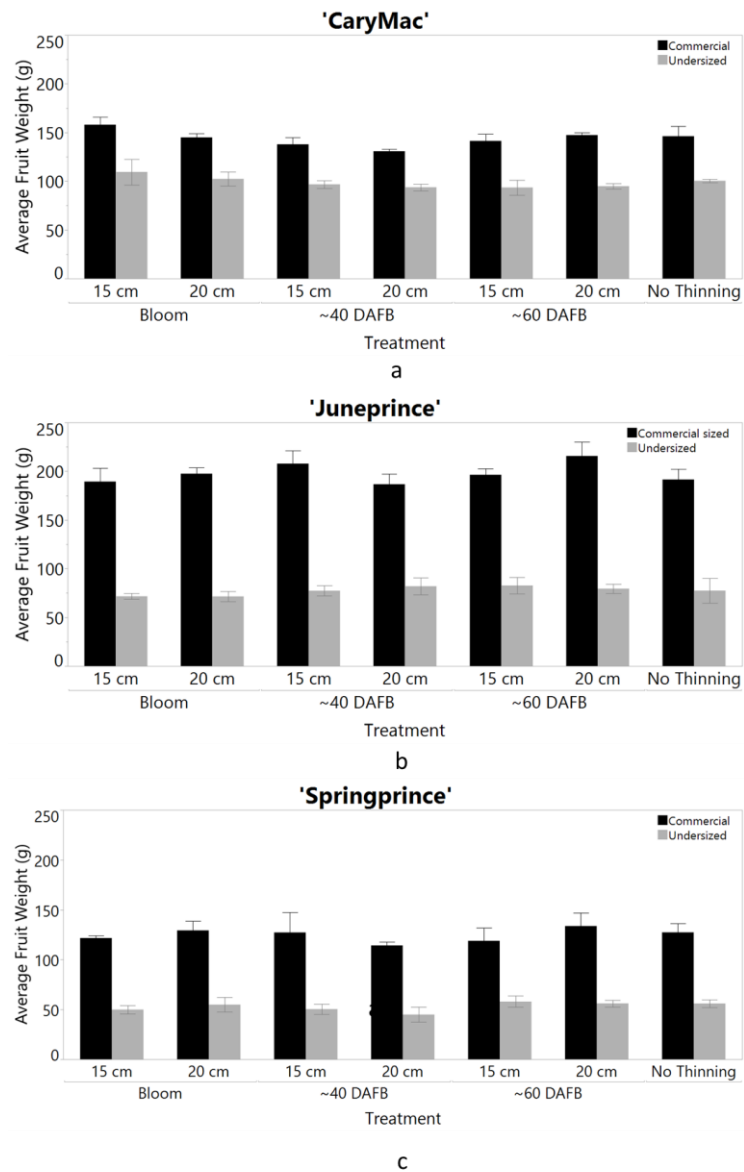 'CaryMac'
250
200
150
100
50
0
Average Fruit Weight (g)
Commercial
Undersized
15 cm 20 cm 15 cm 20 cm 15 cm 20 cm No Thinning
Bloom ~40 DAFB ~60 DAFB
Treatment
a
'Juneprince'
250
200
150
100
50
0
Average Fruit Weight (g)
Commercial sized
Undersized
15 cm 20 cm 15 cm 20 cm 15 cm 20 cm No Thinning
Bloom ~40 DAFB ~60 DAFB
Treatment
b
'Springprince'
250
200
150
100
50
0
Average Fruit Weight (g)
Commercial
Undersized
15 cm 20 cm 15 cm 20 cm 15 cm 20 cm No Thinning
Bloom ~40 DAFB ~60 DAFB
Treatment
c